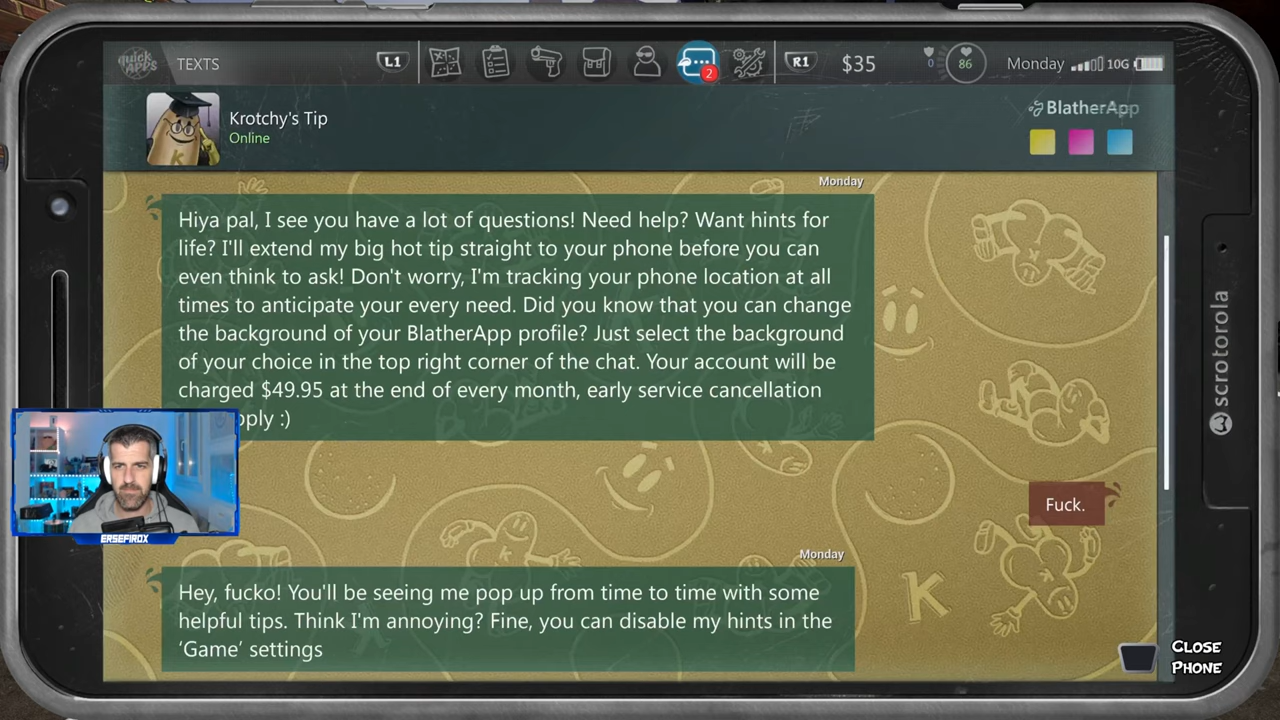 quick APPS
TEXTS
L1
2
R1
$35
0
86
Monday
10G
Krotchy's Tip
Online
BlatherApp
Monday
Hiya pal, I see you have a lot of questions! Need help? Want hints for
life? I'll extend my big hot tip straight to your phone before you can
even think to ask! Don't worry, I'm tracking your phone location at all
times to anticipate your every need. Did you know that you can change
the background of your BlatherApp profile? Just select the background
of your choice in the top right corner of the chat. Your account will be
charged $49.95 at the end of every month, early service cancellation
pply :)
Fuck.
Monday
Hey, fucko! You'll be seeing me pop up from time to time with some
helpful tips. Think I'm annoying? Fine, you can disable my hints in the
‘Game’ settings
K
scrotorola
ERSEFIROX
CLOSE
PHONE